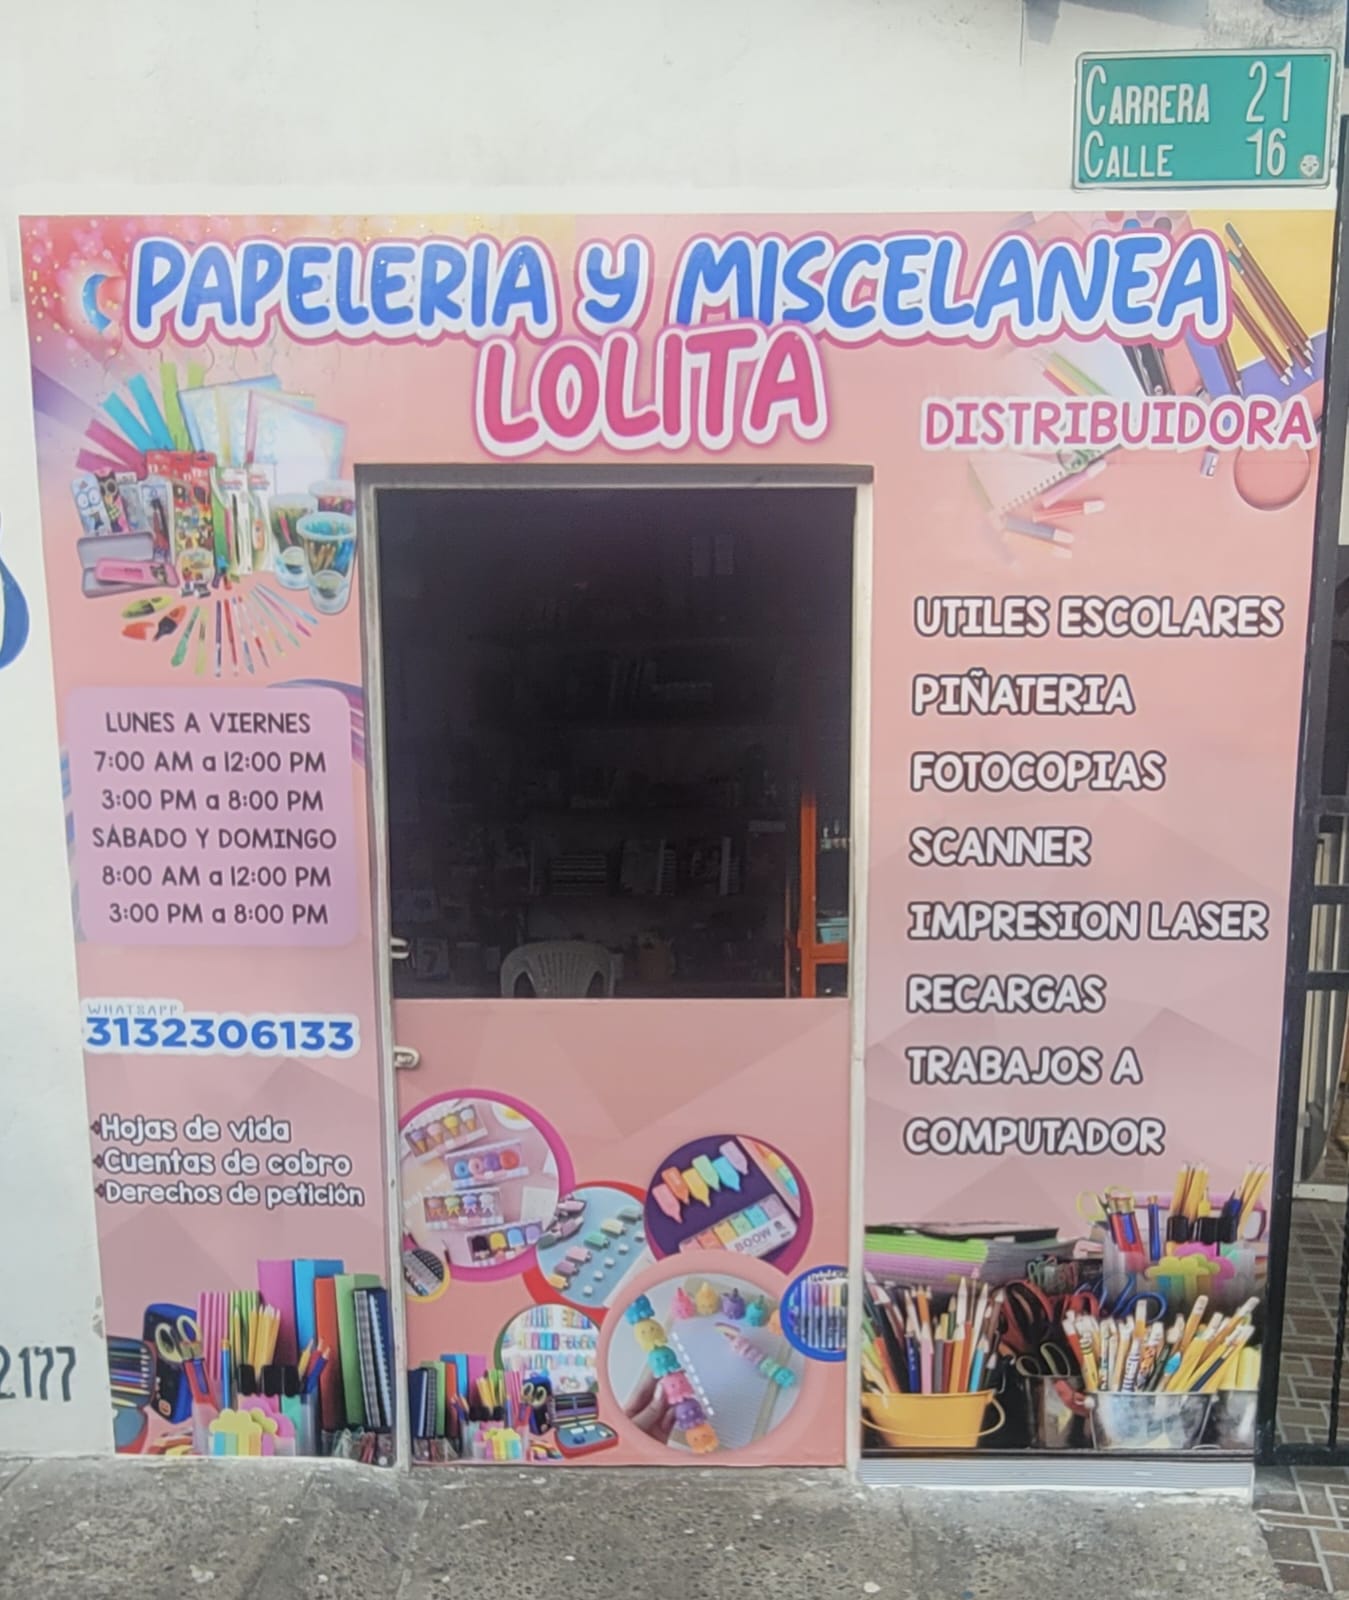 CARRERA 21
CALLE 16
PAPELERIA Y MISCELANEA
LOLITA
DISTRIBUIDORA
UTILES ESCOLARES
PIÑATERIA
FOTOCOPIAS
SCANNER
IMPRESION LASER
RECARGAS
TRABAJOS A
COMPUTADOR
LUNES A VIERNES
7:00 AM a 12:00 PM
3:00 PM a 8:00 PM
SÁBADO Y DOMINGO
8:00 AM a 12:00 PM
3:00 PM a 8:00 PM
WHATSAPP
3132306133
Hojas de vida
Cuentas de cobro
Derechos de petición
BOOW
2177